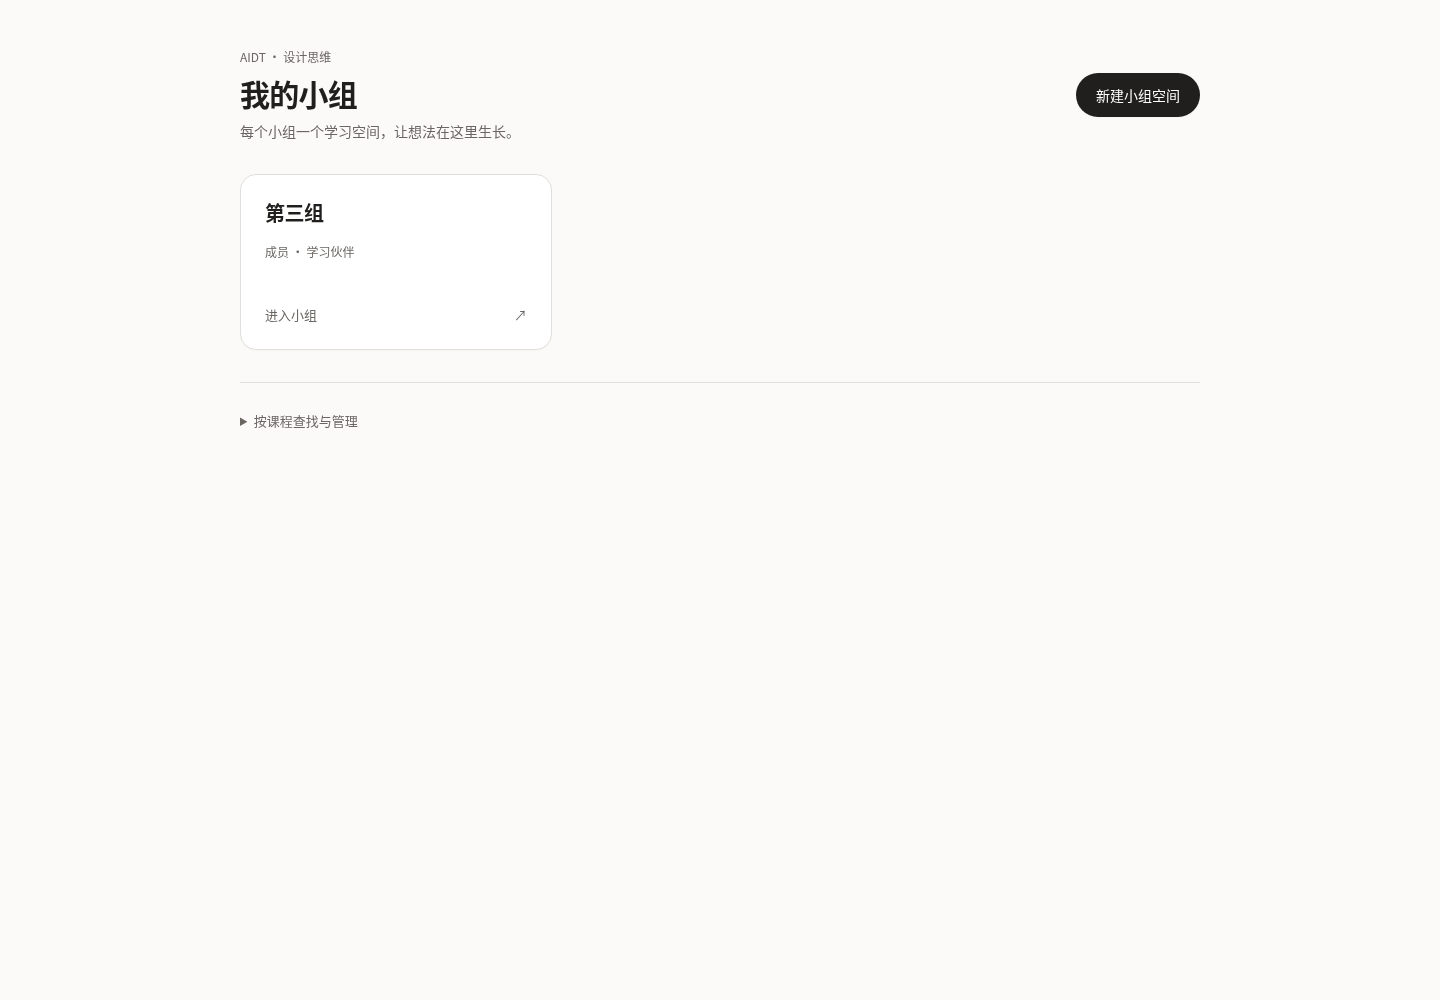 AIDT · 设计思维
我的小组
新建小组空间
每个小组一个学习空间，让想法在这里生长。
第三组
成员 · 学习伙伴
进入小组 ↗
▶ 按课程查找与管理